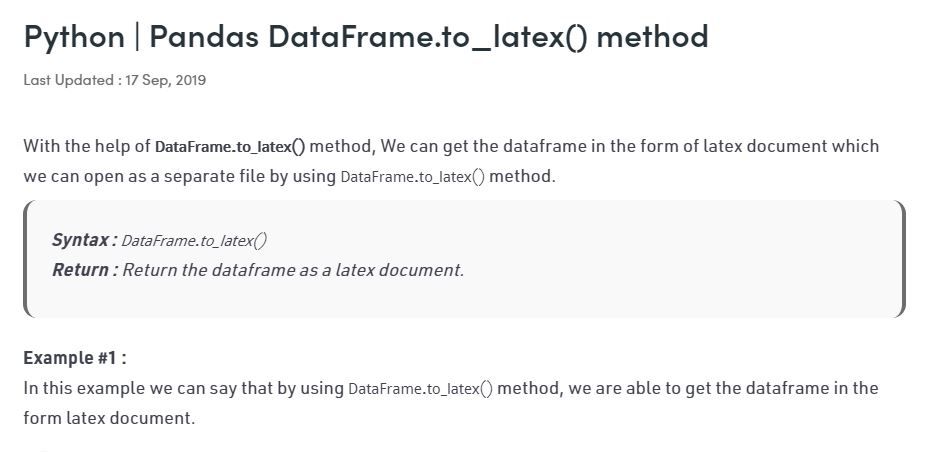 Python | Pandas DataFrame.to_latex() method
Last Updated : 17 Sep, 2019
With the help of DataFrame.to_latex() method, We can get the dataframe in the form of latex document which
we can open as a separate file by using DataFrame.to_latex() method.
Syntax : DataFrame.to_latex()
Return : Return the dataframe as a latex document.
Example #1 :
In this example we can say that by using DataFrame.to_latex() method, we are able to get the dataframe in the
form latex document.